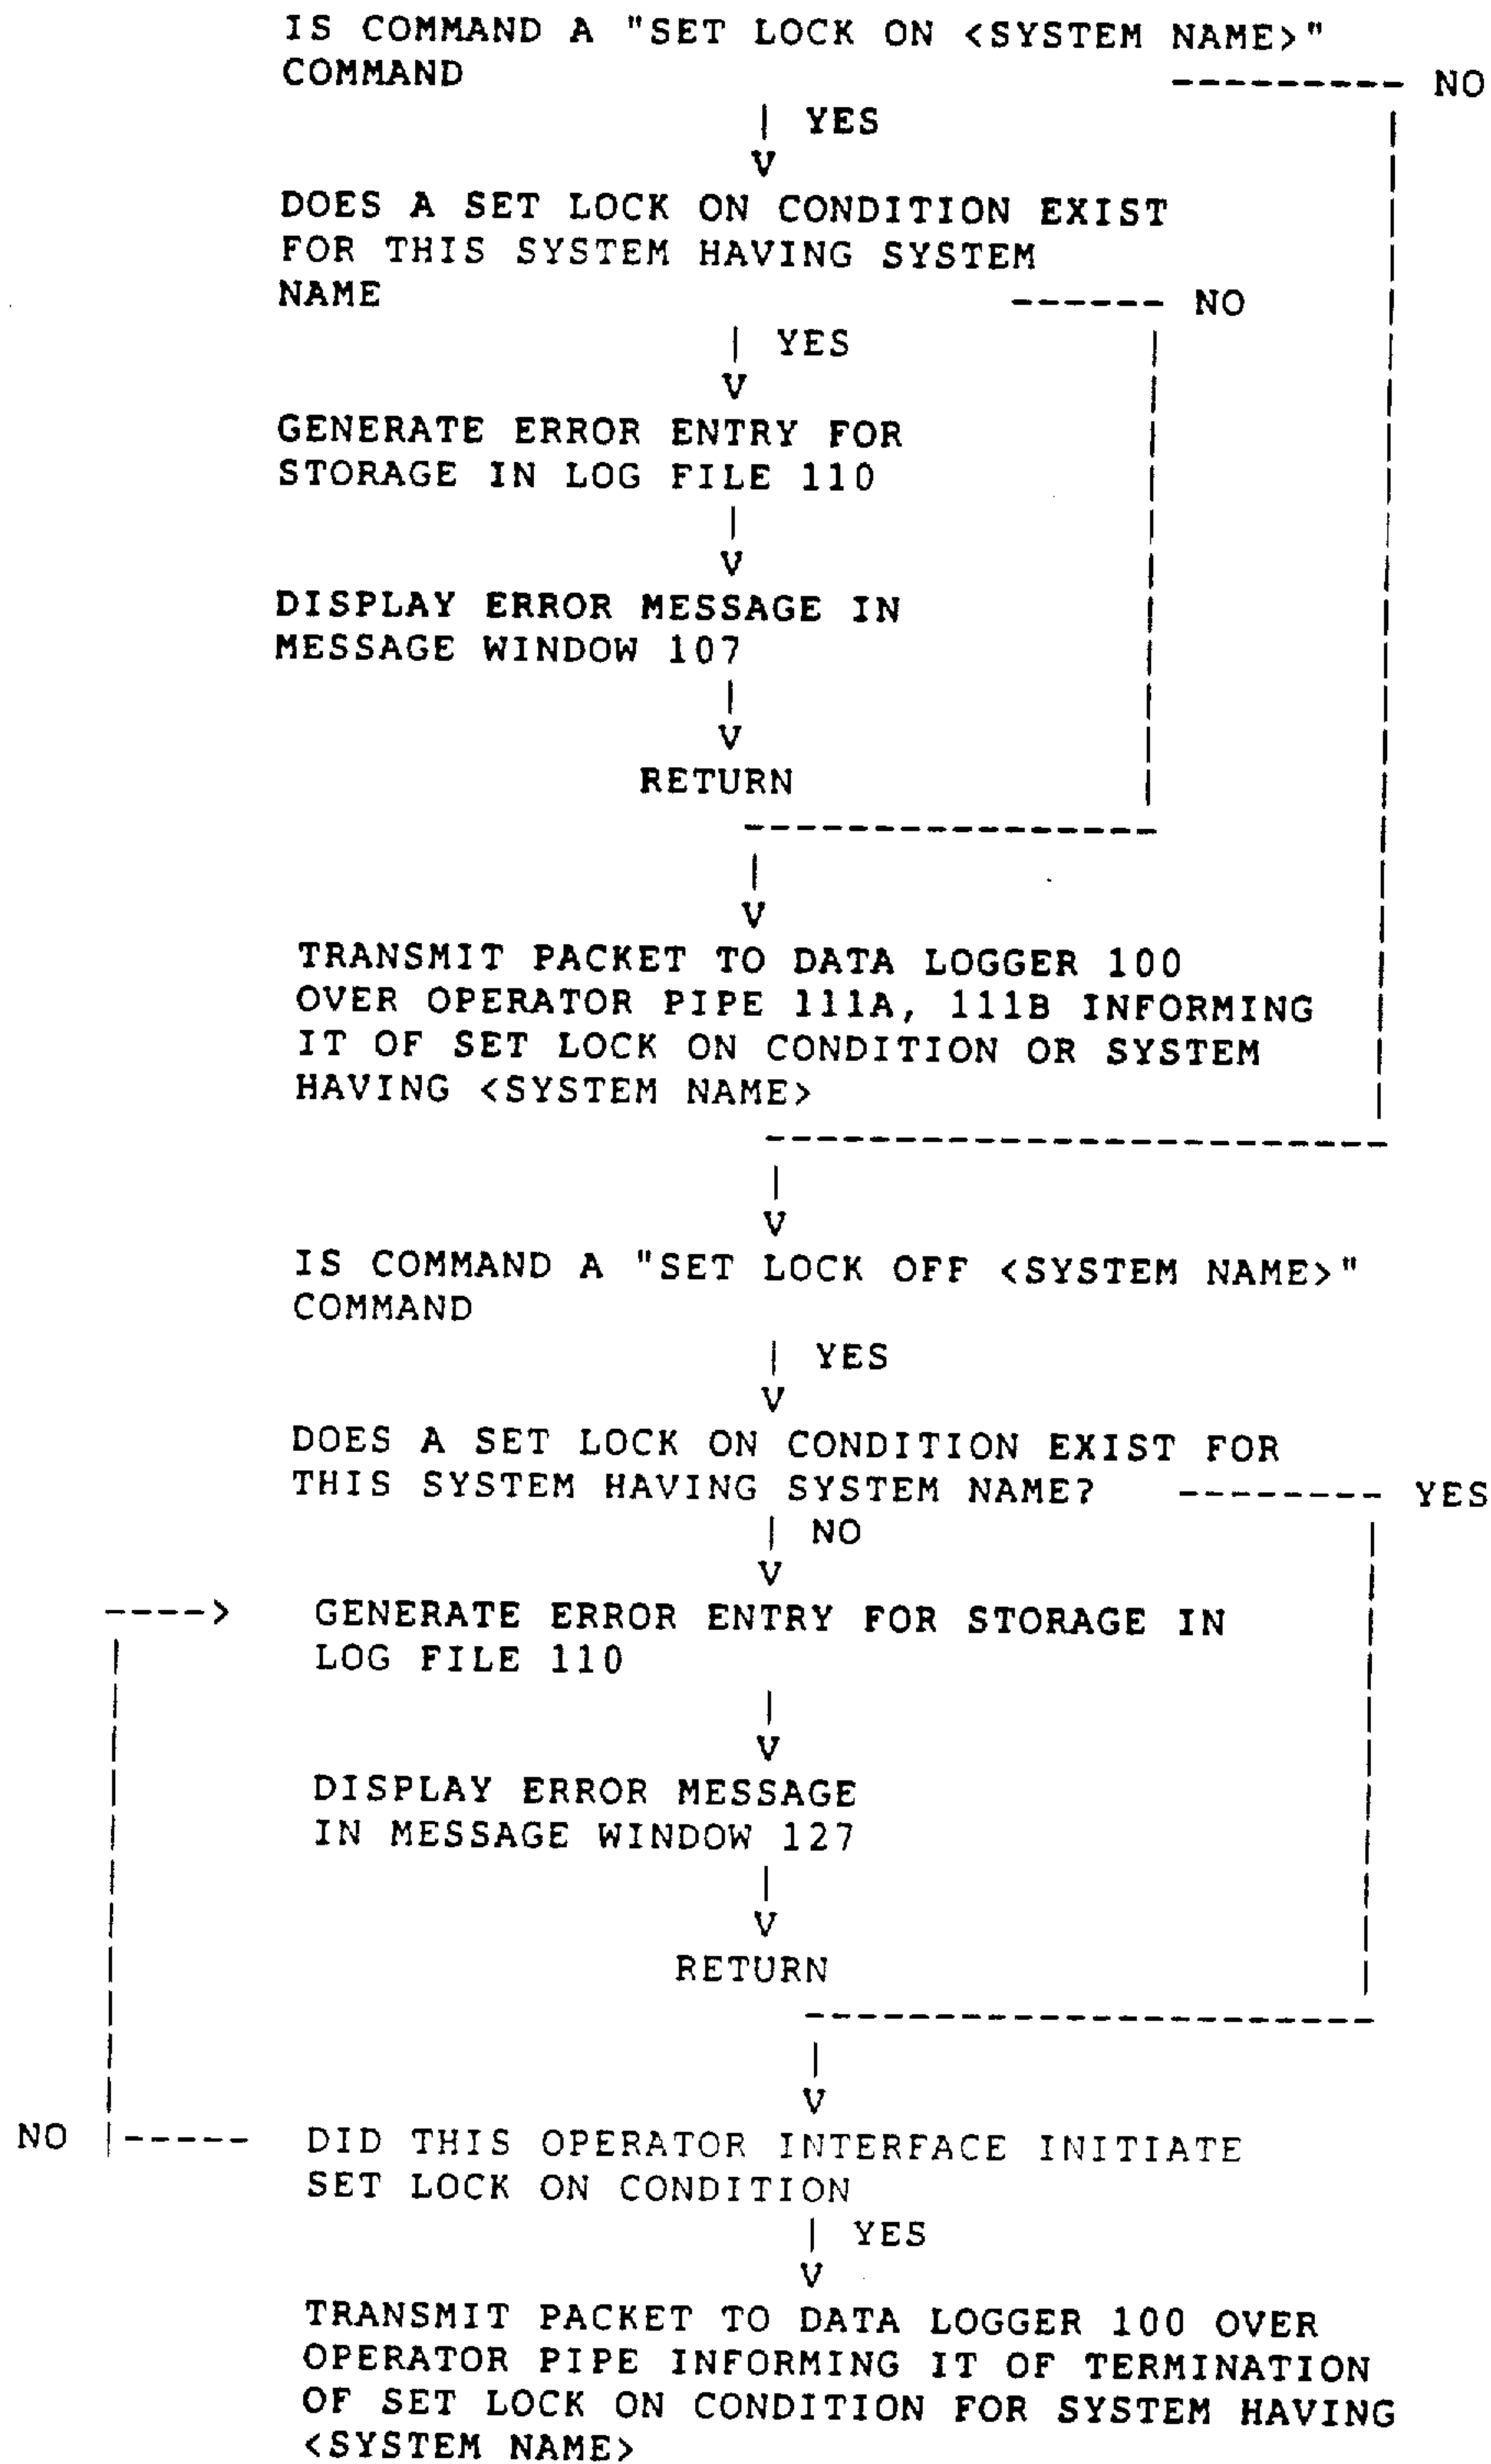 IS COMMAND A "SET LOCK ON <SYSTEM NAME>"
COMMAND --------- NO
| YES
V
DOES A SET LOCK ON CONDITION EXIST
FOR THIS SYSTEM HAVING SYSTEM
NAME ------ NO
| YES
V
GENERATE ERROR ENTRY FOR
STORAGE IN LOG FILE 110
|
V
DISPLAY ERROR MESSAGE IN
MESSAGE WINDOW 107
|
V
RETURN
----------------
|
V
TRANSMIT PACKET TO DATA LOGGER 100
OVER OPERATOR PIPE 111A, 111B INFORMING
IT OF SET LOCK ON CONDITION OR SYSTEM
HAVING <SYSTEM NAME>
------------------------
|
V
IS COMMAND A "SET LOCK OFF <SYSTEM NAME>"
COMMAND
| YES
V
DOES A SET LOCK ON CONDITION EXIST FOR
THIS SYSTEM HAVING SYSTEM NAME? -------- YES
| NO
V
----> GENERATE ERROR ENTRY FOR STORAGE IN
LOG FILE 110
|
V
DISPLAY ERROR MESSAGE
IN MESSAGE WINDOW 127
|
V
RETURN
----------------------
|
V
NO |----- DID THIS OPERATOR INTERFACE INITIATE
SET LOCK ON CONDITION
| YES
V
TRANSMIT PACKET TO DATA LOGGER 100 OVER
OPERATOR PIPE INFORMING IT OF TERMINATION
OF SET LOCK ON CONDITION FOR SYSTEM HAVING
<SYSTEM NAME>